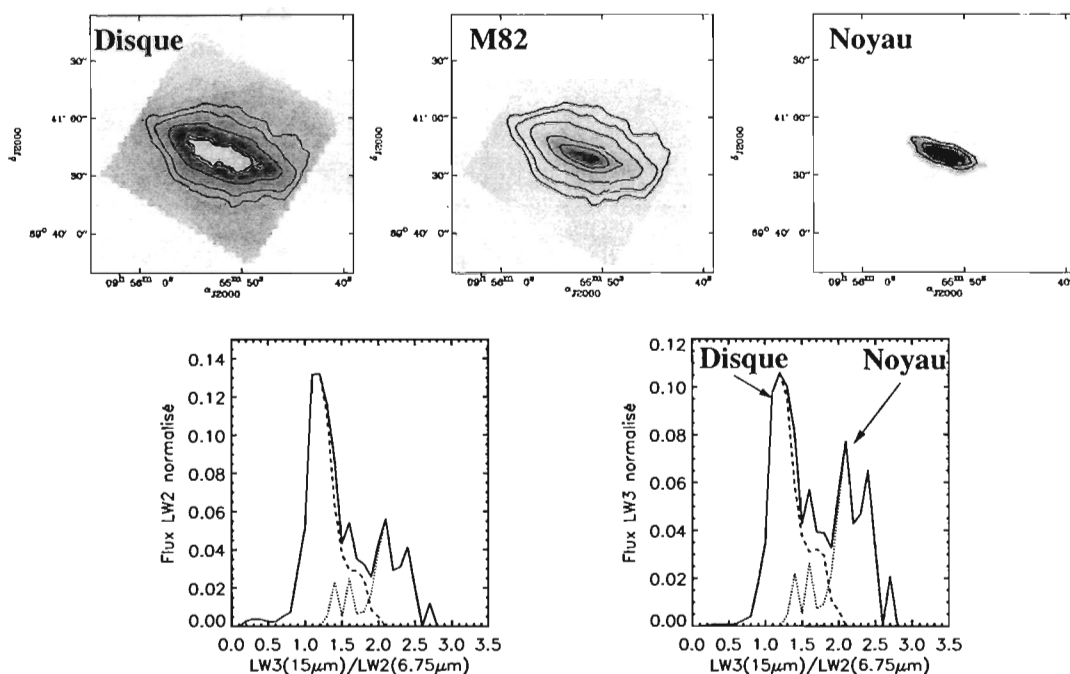 Disque
M82
Noyau
30"
41' 00"
30"
69° 40' 0"
δJ2000
09h 56m 0s
55m 50s
40s
αJ2000
30"
41' 00"
30"
69° 40' 0"
δJ2000
09h 56m 0s
55m 50s
40s
αJ2000
30"
41' 00"
30"
69° 40' 0"
δJ2000
09h 56m 0s
55m 50s
40s
αJ2000
0.14
0.12
0.10
0.08
0.06
0.04
0.02
0.00
Flux LW2 normalisé
0.0 0.5 1.0 1.5 2.0 2.5 3.0 3.5
LW3(15μm)/LW2(6.75μm)
Disque
Noyau
0.12
0.10
0.08
0.06
0.04
0.02
0.00
Flux LW3 normalisé
0.0 0.5 1.0 1.5 2.0 2.5 3.0 3.5
LW3(15μm)/LW2(6.75μm)